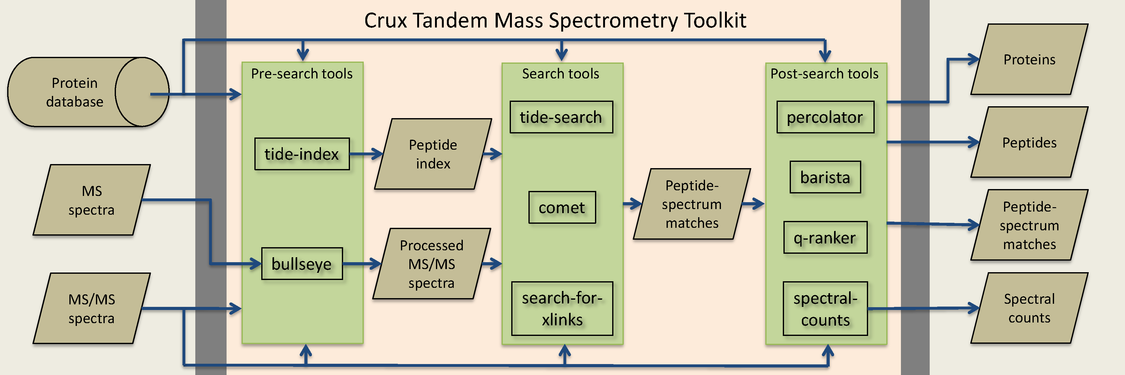 Crux Tandem Mass Spectrometry Toolkit
Protein
database
MS
spectra
MS/MS
spectra
Pre-search tools
tide-index
bullseye
Peptide
index
Processed
MS/MS
spectra
Search tools
tide-search
comet
search-for-
xlinks
Peptide-
spectrum
matches
Post-search tools
percolator
barista
q-ranker
spectral-
counts
Proteins
Peptides
Peptide-
spectrum
matches
Spectral
counts